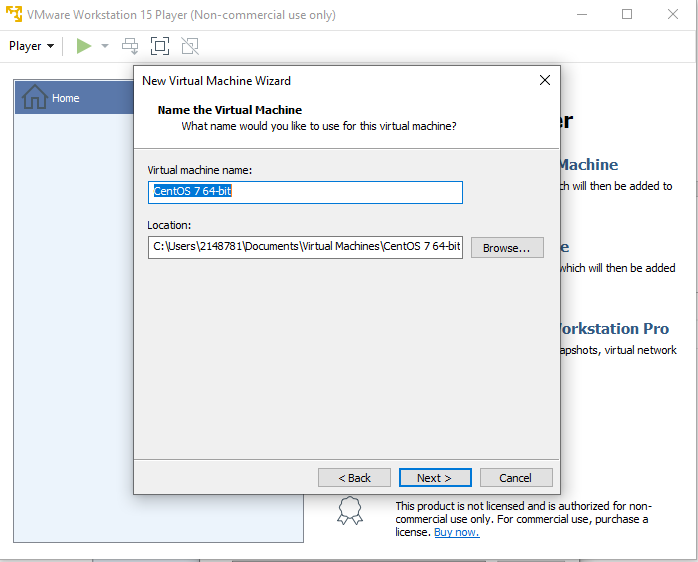 VMware Workstation 15 Player (Non-commercial use only)
Player
Home
New Virtual Machine Wizard
Name the Virtual Machine
What name would you like to use for this virtual machine?
Virtual machine name:
CentOS 7 64-bit
Location:
C:\Users\2148781\Documents\Virtual Machines\CentOS 7 64-bit
Browse...
< Back
Next >
Cancel
er
Machine
ch will then be added to
e
which will then be added
orkstation Pro
apshots, virtual network
This product is not licensed and is authorized for non-
commercial use only. For commercial use, purchase a
license. Buy now.